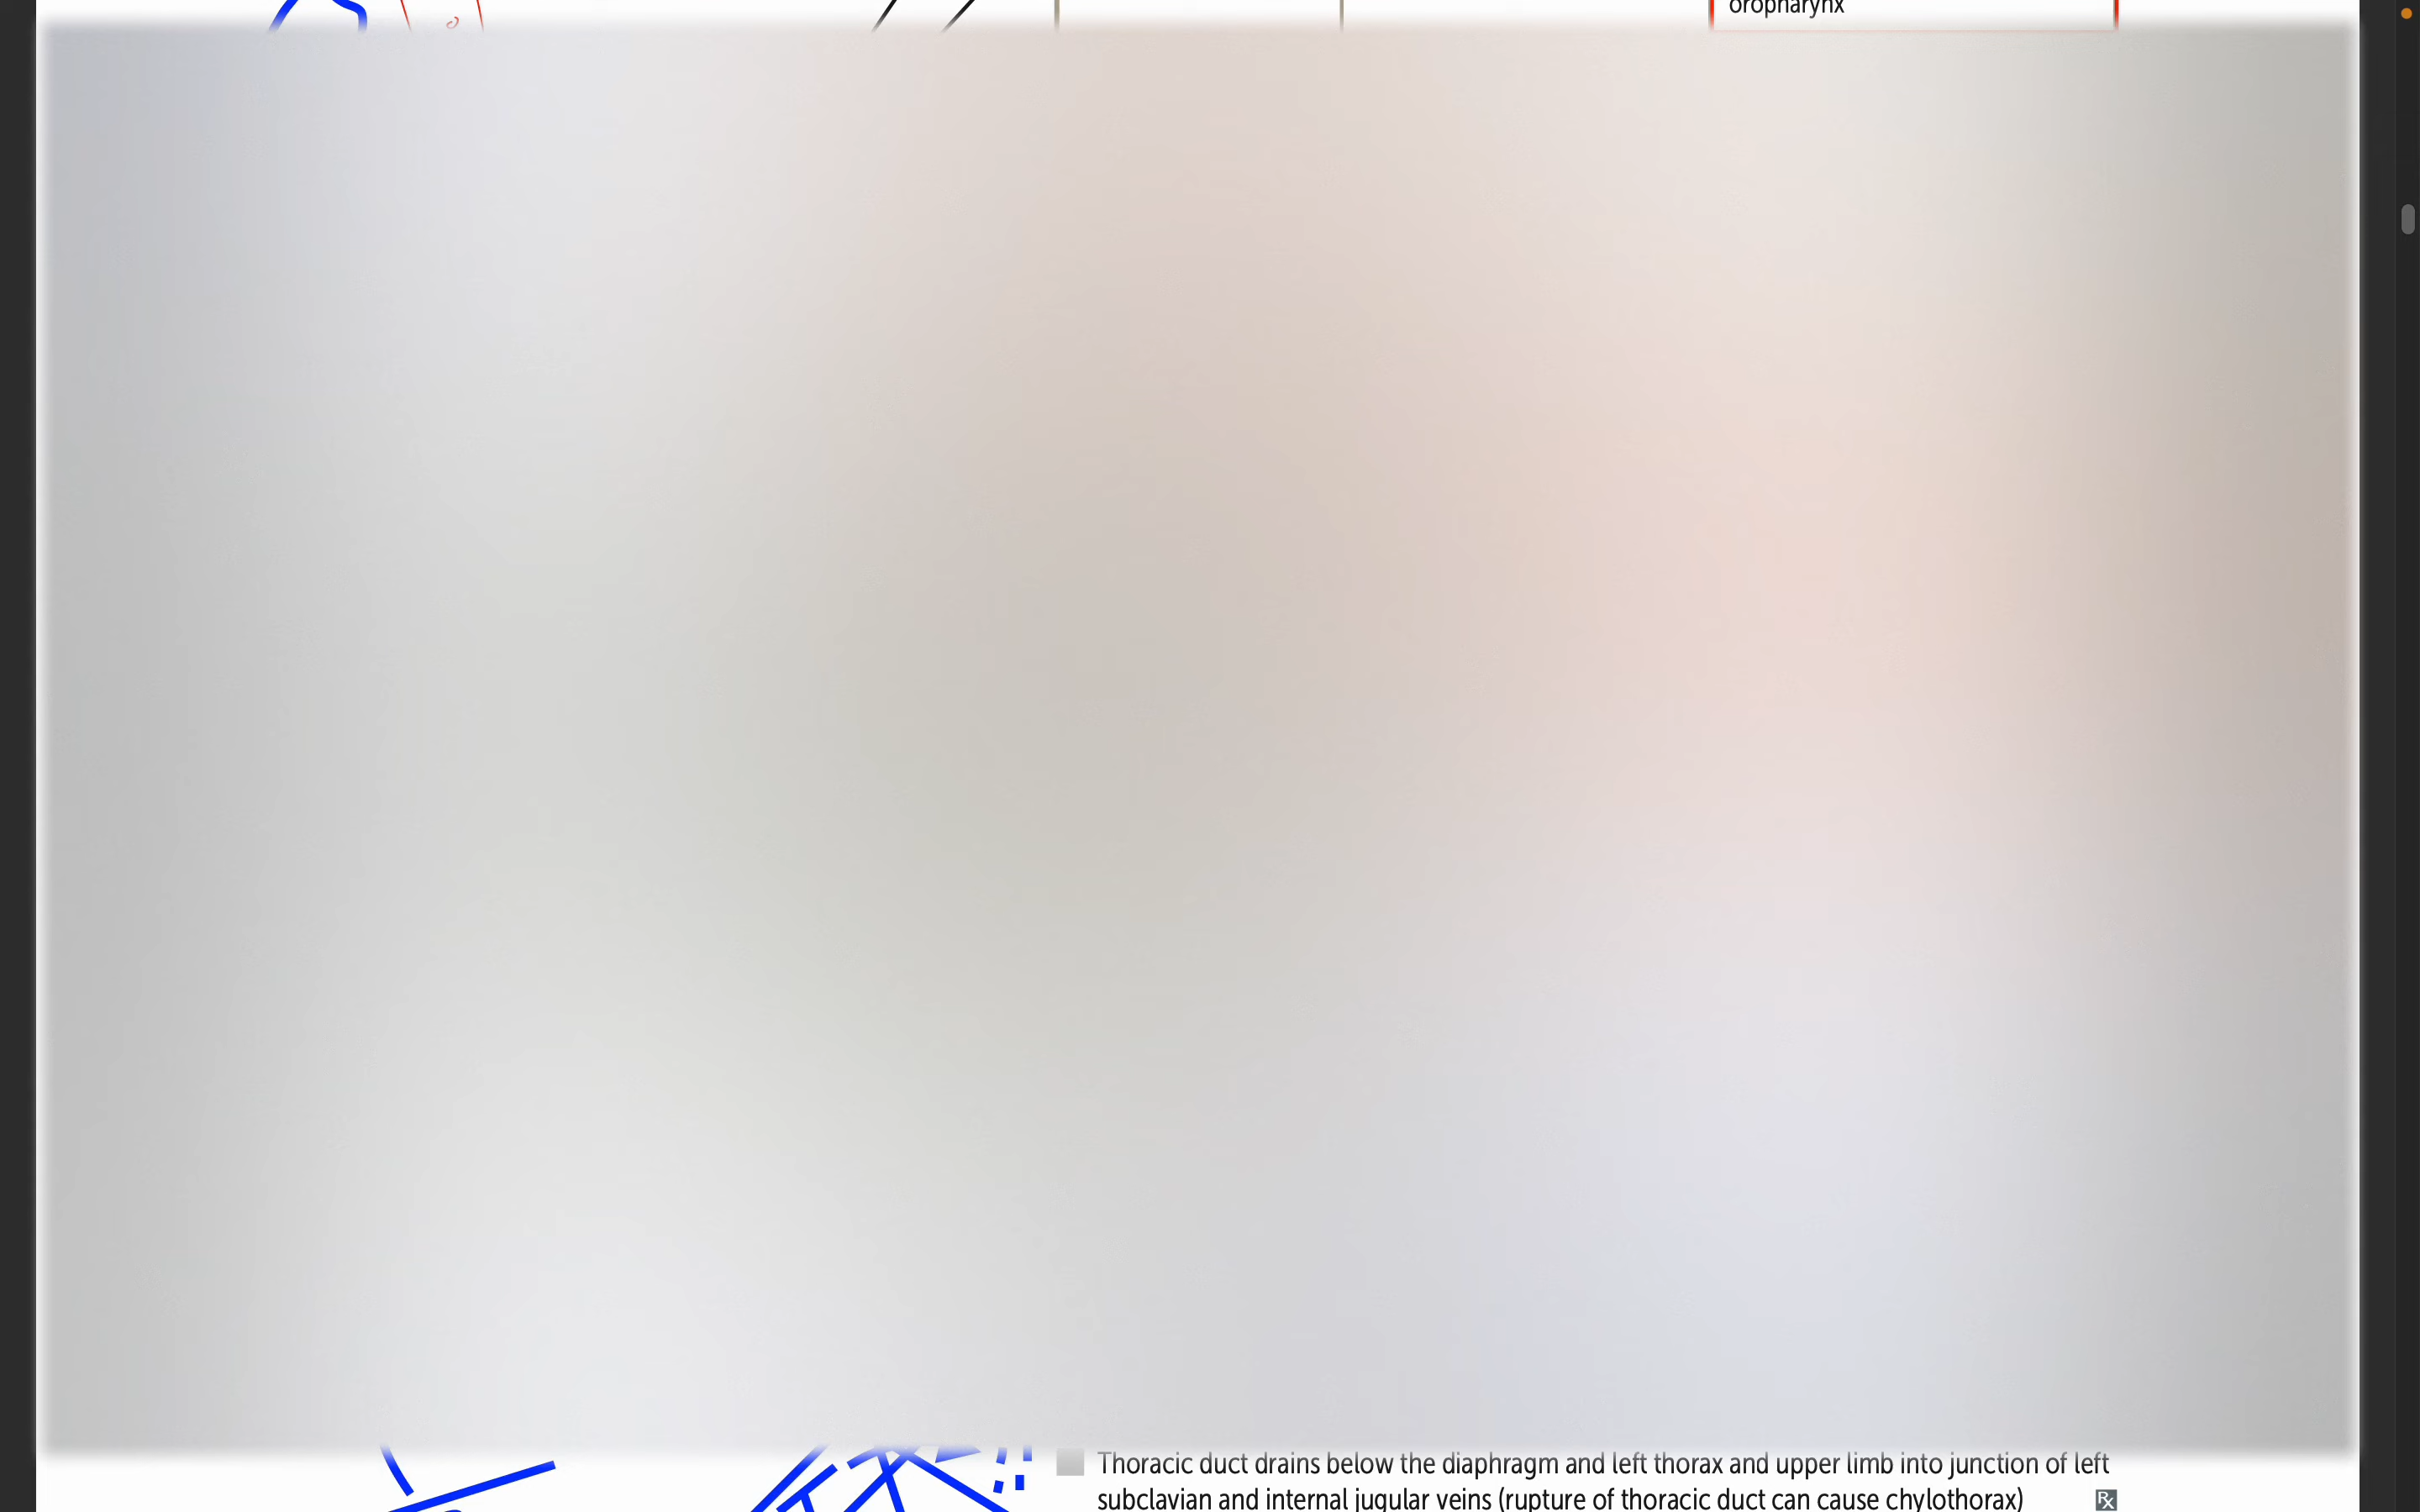 oropharynx
Thoracic duct drains below the diaphragm and left thorax and upper limb into junction of left
subclavian and internal jugular veins (rupture of thoracic duct can cause chylothorax)
Rx